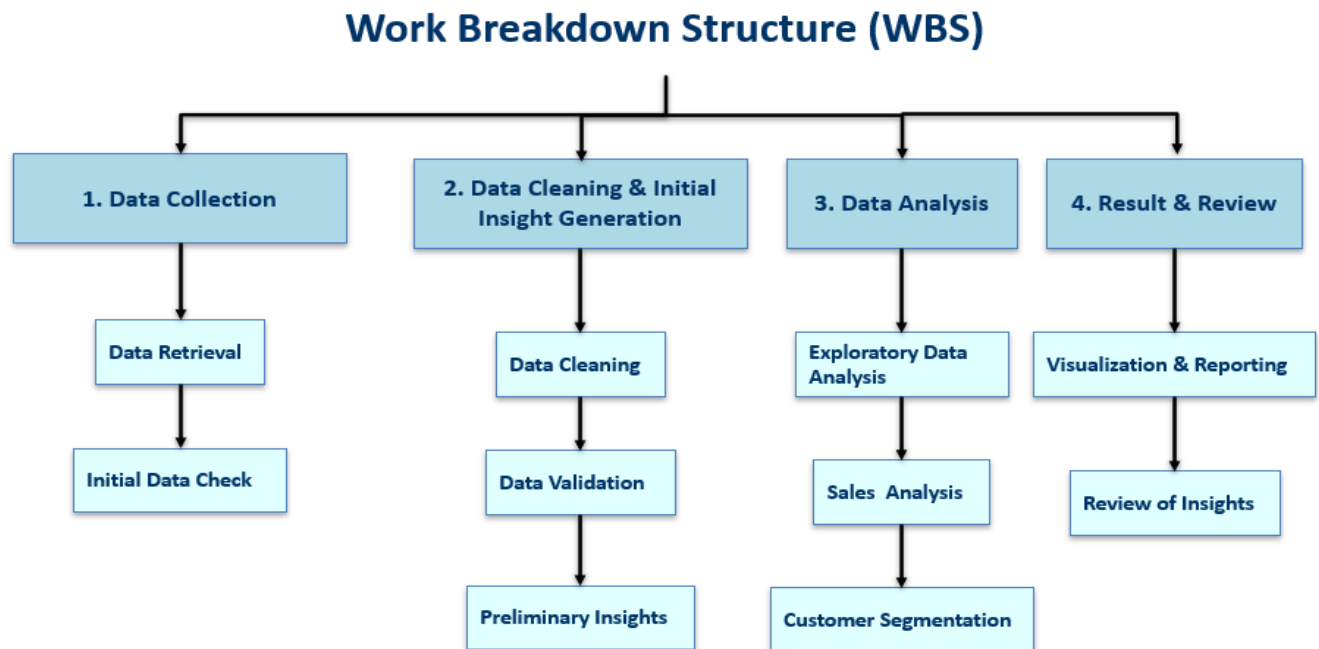 Work Breakdown Structure (WBS)
1. Data Collection
2. Data Cleaning & Initial
Insight Generation
3. Data Analysis
4. Result & Review
Data Retrieval
Initial Data Check
Data Cleaning
Data Validation
Preliminary Insights
Exploratory Data
Analysis
Sales Analysis
Customer Segmentation
Visualization & Reporting
Review of Insights